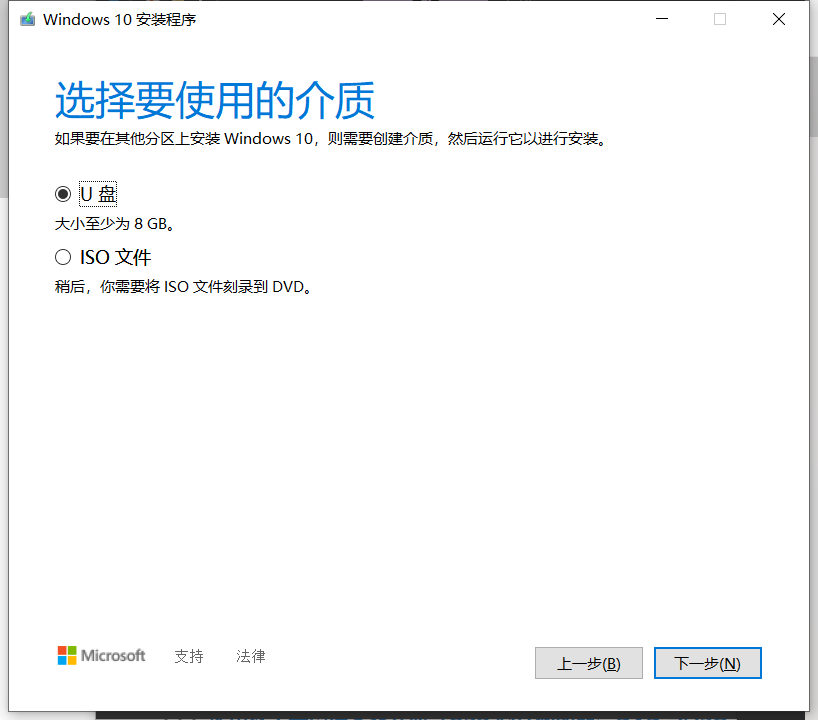 Windows 10 安装程序
选择要使用的介质
如果要在其他分区上安装 Windows 10，则需要创建介质，然后运行它以进行安装。
U 盘
大小至少为 8 GB。
ISO 文件
稍后，你需要将 ISO 文件刻录到 DVD。
Microsoft 支持 法律 上一步(B) 下一步(N)